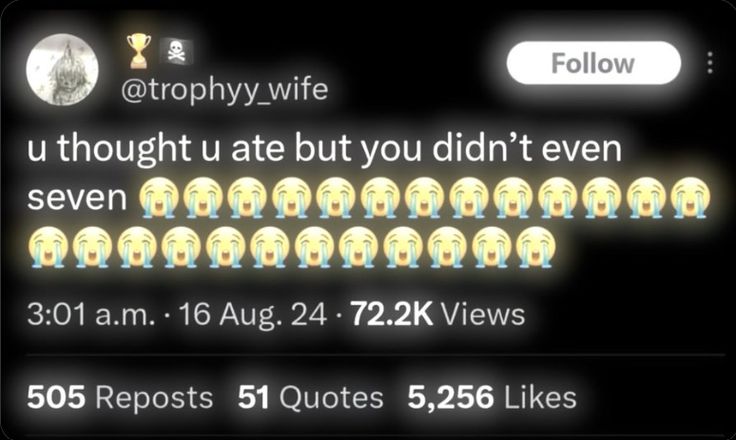 🏆🏴‍☠️
@trophyy_wife
Follow
u thought u ate but you didn't even
seven 😭😭😭😭😭😭😭😭😭😭😭😭😭
😭😭😭😭😭😭😭😭😭😭😭😭
3:01 a.m. · 16 Aug. 24 · 72.2K Views
505 Reposts 51 Quotes 5,256 Likes